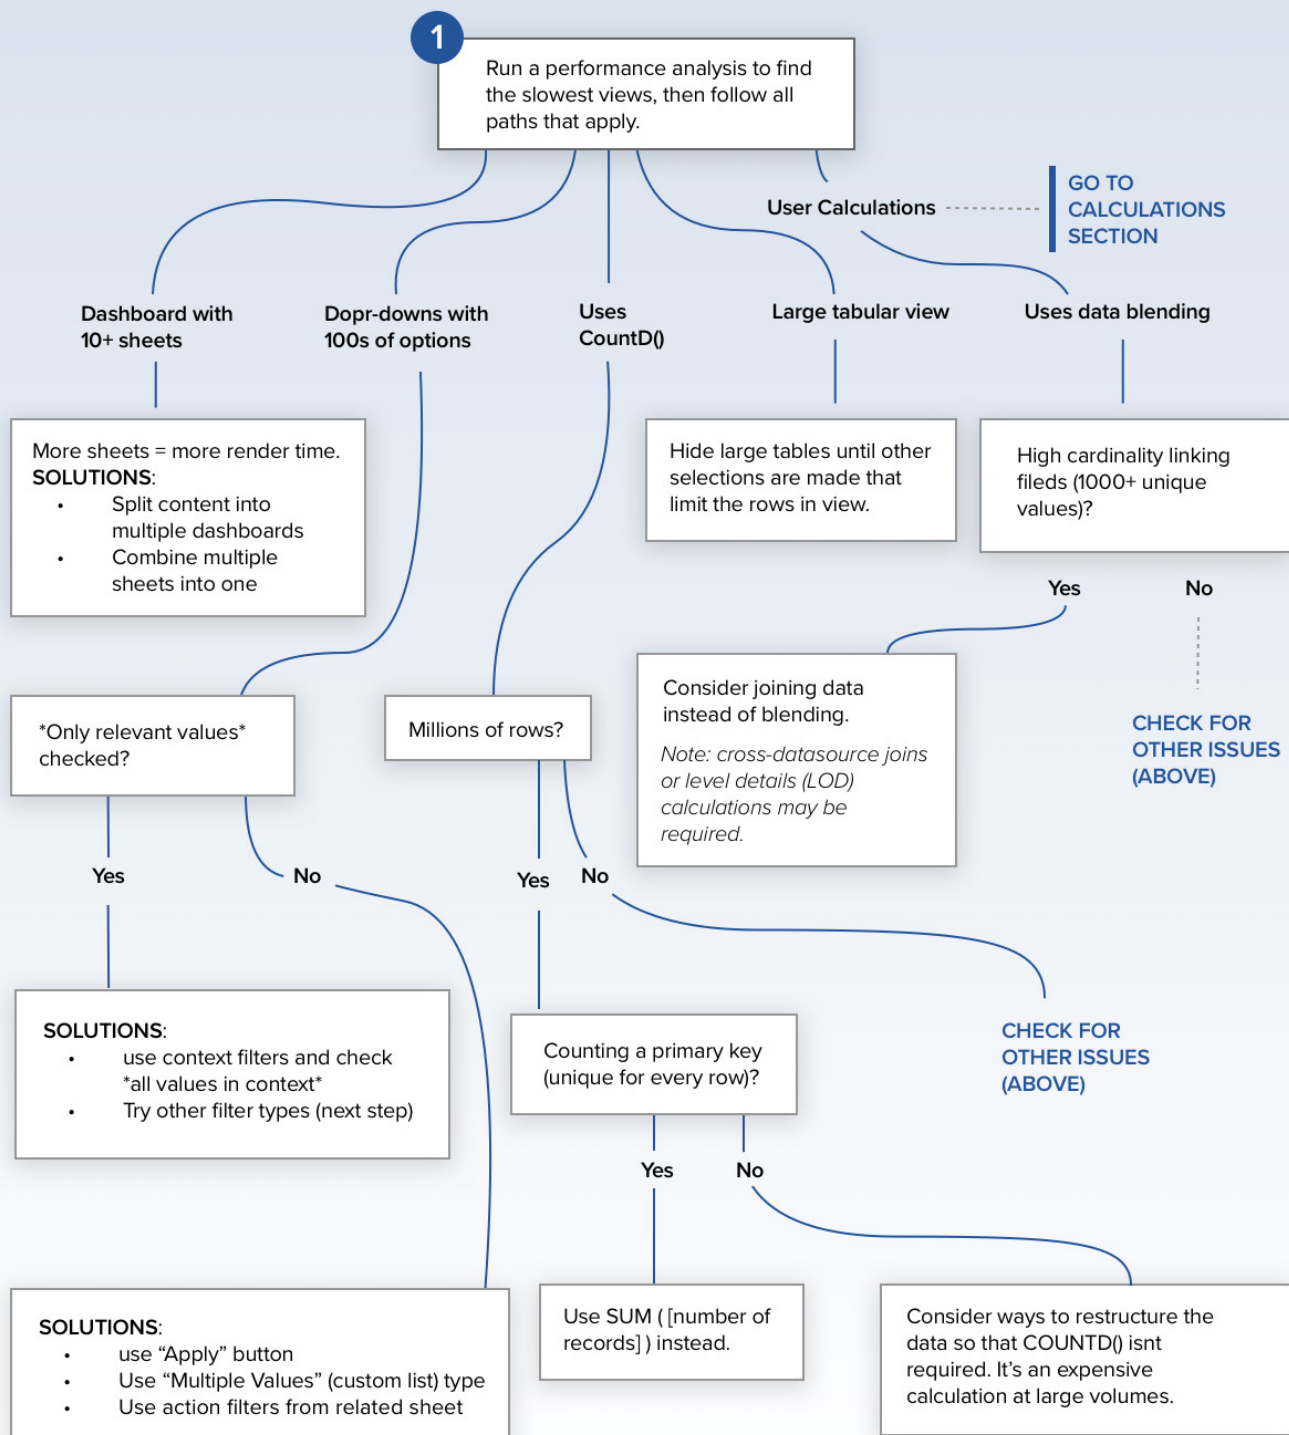 1
Run a performance analysis to find
the slowest views, then follow all
paths that apply.
User Calculations
GO TO
CALCULATIONS
SECTION
Dashboard with
10+ sheets
Dopr-downs with
100s of options
Uses
CountD()
Large tabular view
Uses data blending
More sheets = more render time.
SOLUTIONS:
• Split content into
multiple dashboards
• Combine multiple
sheets into one
Hide large tables until other
selections are made that
limit the rows in view.
High cardinality linking
fileds (1000+ unique
values)?
Yes
No
*Only relevant values*
checked?
Millions of rows?
Consider joining data
instead of blending.
Note: cross-datasource joins
or level details (LOD)
calculations may be
required.
CHECK FOR
OTHER ISSUES
(ABOVE)
Yes
No
Yes
No
SOLUTIONS:
• use context filters and check
*all values in context*
• Try other filter types (next step)
Counting a primary key
(unique for every row)?
CHECK FOR
OTHER ISSUES
(ABOVE)
Yes
No
SOLUTIONS:
• use “Apply” button
• Use “Multiple Values” (custom list) type
• Use action filters from related sheet
Use SUM ( [number of
records] ) instead.
Consider ways to restructure the
data so that COUNTD() isnt
required. It’s an expensive
calculation at large volumes.